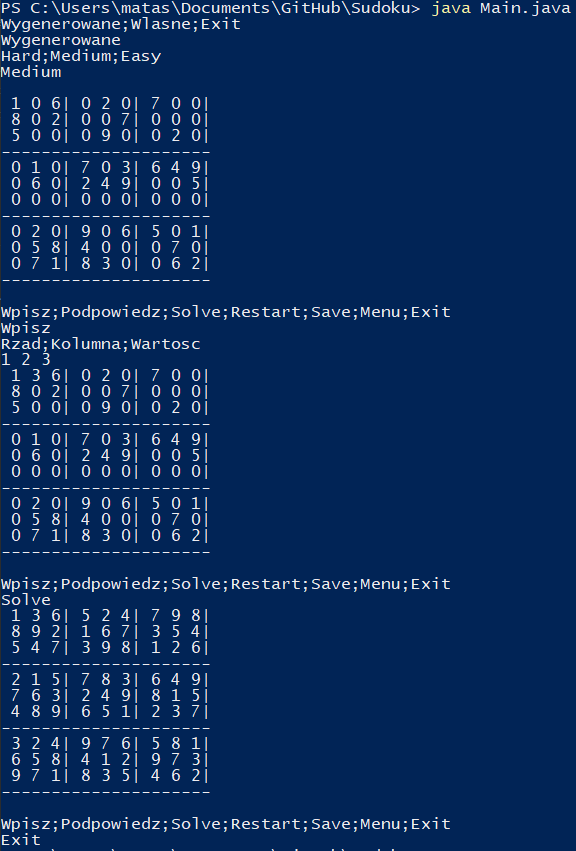 PS C:\Users\matas\Documents\GitHub\Sudoku> java Main.java
Wygenerowane;Wlasne;Exit
Wygenerowane
Hard;Medium;Easy
Medium
1 0 6| 0 2 0| 7 0 0|
8 0 2| 0 0 7| 0 0 0|
5 0 0| 0 9 0| 0 2 0|
---------------------
0 1 0| 7 0 3| 6 4 9|
0 6 0| 2 4 9| 0 0 5|
0 0 0| 0 0 0| 0 0 0|
---------------------
0 2 0| 9 0 6| 5 0 1|
0 5 8| 4 0 0| 0 7 0|
0 7 1| 8 3 0| 0 6 2|
---------------------
Wpisz;Podpowiedz;Solve;Restart;Save;Menu;Exit
Wpisz
Rzad;Kolumna;Wartosc
1 2 3
1 3 6| 0 2 0| 7 0 0|
8 0 2| 0 0 7| 0 0 0|
5 0 0| 0 9 0| 0 2 0|
---------------------
0 1 0| 7 0 3| 6 4 9|
0 6 0| 2 4 9| 0 0 5|
0 0 0| 0 0 0| 0 0 0|
---------------------
0 2 0| 9 0 6| 5 0 1|
0 5 8| 4 0 0| 0 7 0|
0 7 1| 8 3 0| 0 6 2|
---------------------
Wpisz;Podpowiedz;Solve;Restart;Save;Menu;Exit
Solve
1 3 6| 5 2 4| 7 9 8|
8 9 2| 1 6 7| 3 5 4|
5 4 7| 3 9 8| 1 2 6|
---------------------
2 1 5| 7 8 3| 6 4 9|
7 6 3| 2 4 9| 8 1 5|
4 8 9| 6 5 1| 2 3 7|
---------------------
3 2 4| 9 7 6| 5 8 1|
6 5 8| 4 1 2| 9 7 3|
9 7 1| 8 3 5| 4 6 2|
---------------------
Wpisz;Podpowiedz;Solve;Restart;Save;Menu;Exit
Exit